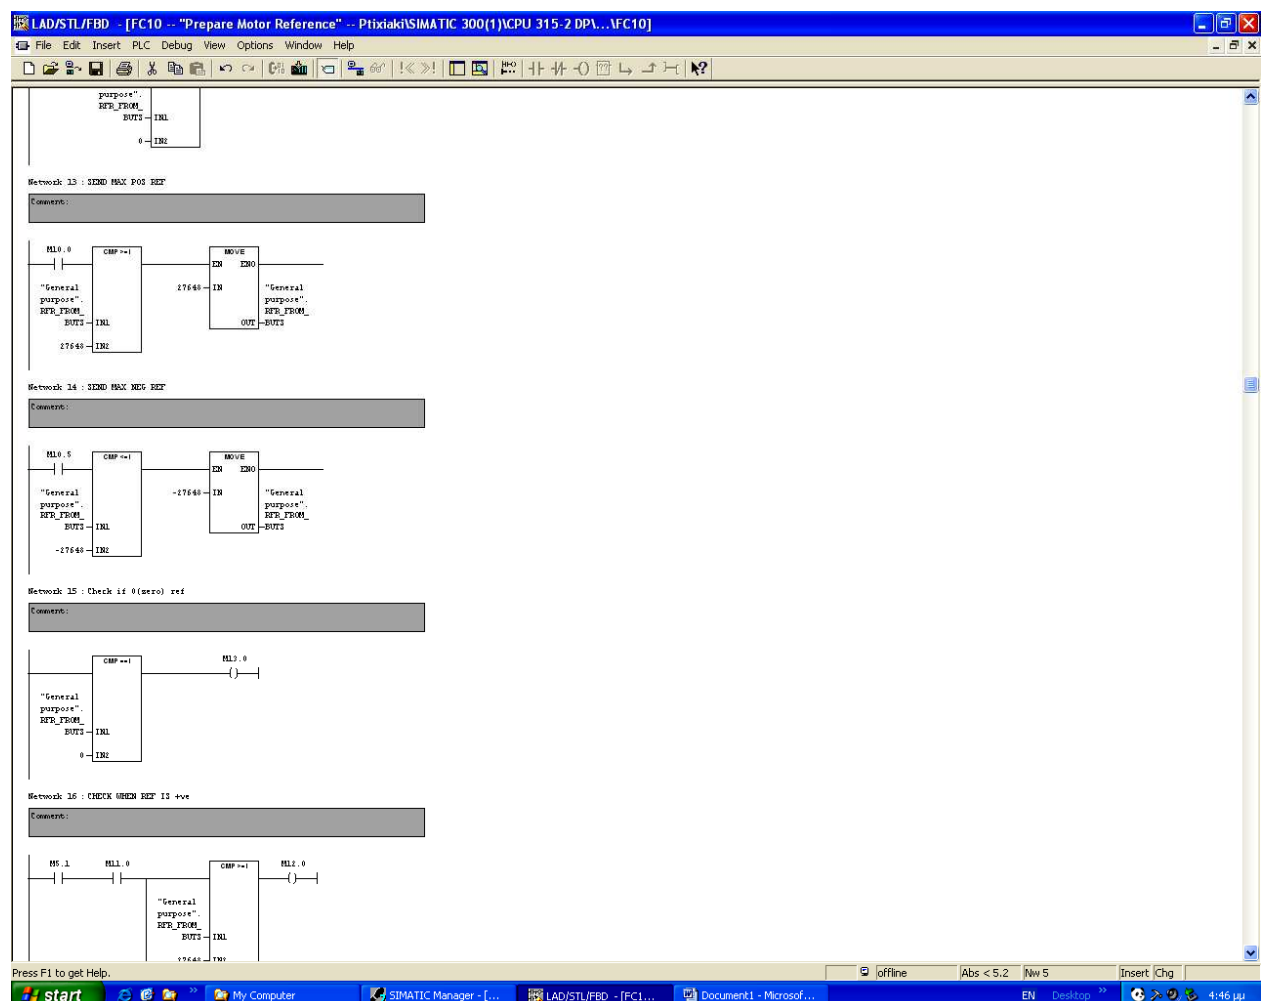 LAD/STL/FBD - [FC10 -- "Prepare Motor Reference" -- Ptixiaki\SIMATIC 300(1)\CPU 315-2 DP\...\FC10]
File Edit Insert PLC Debug View Options Window Help
purpose".
RFR_FROM_
BUTS IN1
0 IN2
Network 13 : SEND MAX POS REF
Comment:
M10.0 CMP >=I MOVE
EN ENO
"General 27648 IN "General
purpose". purpose".
RFR_FROM_ RFR_FROM_
BUTS IN1 OUT BUTS
27648 IN2
Network 14 : SEND MAX NEG REF
Comment:
M10.5 CMP <=I MOVE
EN ENO
"General -27648 IN "General
purpose". purpose".
RFR_FROM_ RFR_FROM_
BUTS IN1 OUT BUTS
-27648 IN2
Network 15 : Check if 0(zero) ref
Comment:
CMP ==I M13.0
"General
purpose".
RFR_FROM_
BUTS IN1
0 IN2
Network 16 : CHECK WHEN REF IS +ve
Comment:
M5.1 M11.0 CMP >=I M12.0
"General
purpose".
RFR_FROM_
BUTS IN1
27648 IN2
Press F1 to get Help. offline Abs < 5.2 Nw 5 Insert Chg
start My Computer SIMATIC Manager - [... LAD/STL/FBD - [FC1... Document1 - Microsof... EN Desktop 4:46 μμ